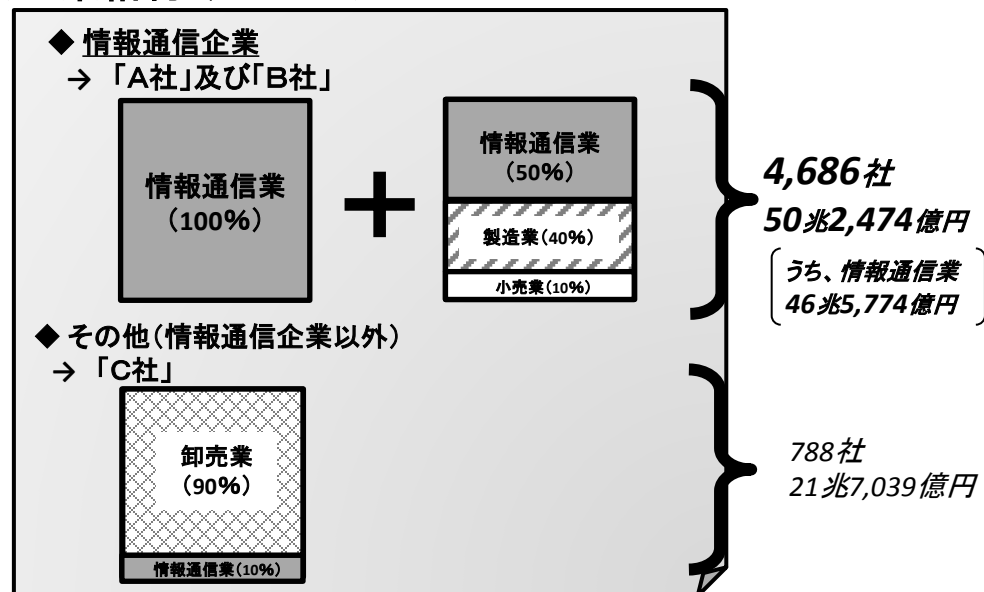 ◆ 情報通信企業
→ 「A社」及び「B社」
情報通信業
(100%)
+
情報通信業
(50%)
製造業(40%)
小売業(10%)
4,686社
50兆2,474億円
うち、情報通信業
46兆5,774億円
◆ その他(情報通信企業以外)
→ 「C社」
卸売業
(90%)
情報通信業(10%)
788社
21兆7,039億円